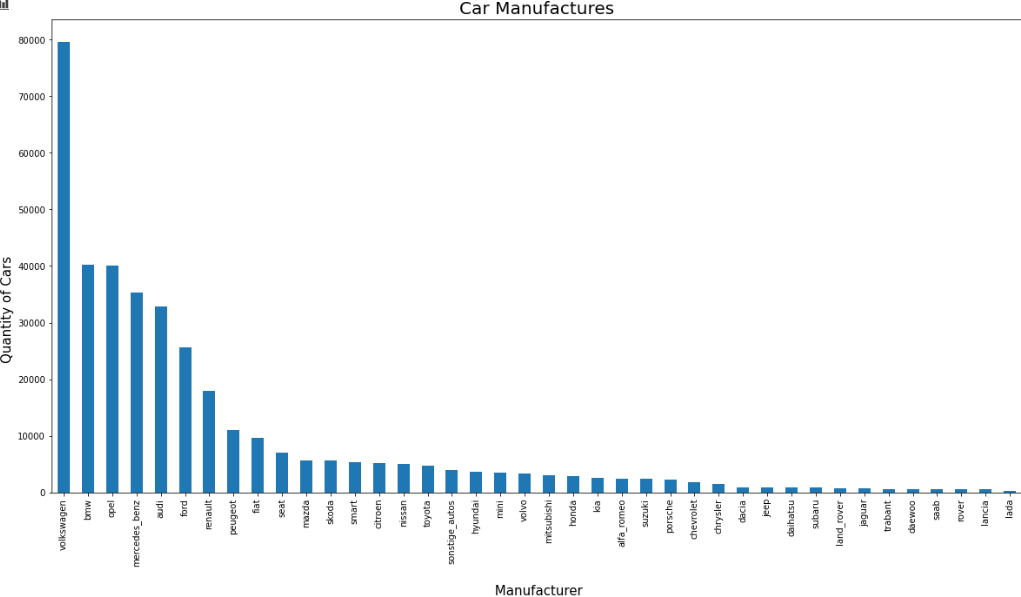 Car Manufactures
80000
70000
60000
50000
40000
30000
20000
10000
0
Quantity of Cars
volkswagen
bmw
opel
mercedes_benz
audi
ford
renault
peugeot
fiat
seat
mazda
skoda
smart
citroen
nissan
toyota
sonstige_autos
hyundai
mini
volvo
mitsubishi
honda
kia
alfa_romeo
suzuki
porsche
chevrolet
chrysler
dacia
jeep
daihatsu
subaru
land_rover
jaguar
trabant
daewoo
saab
rover
lancia
lada
Manufacturer